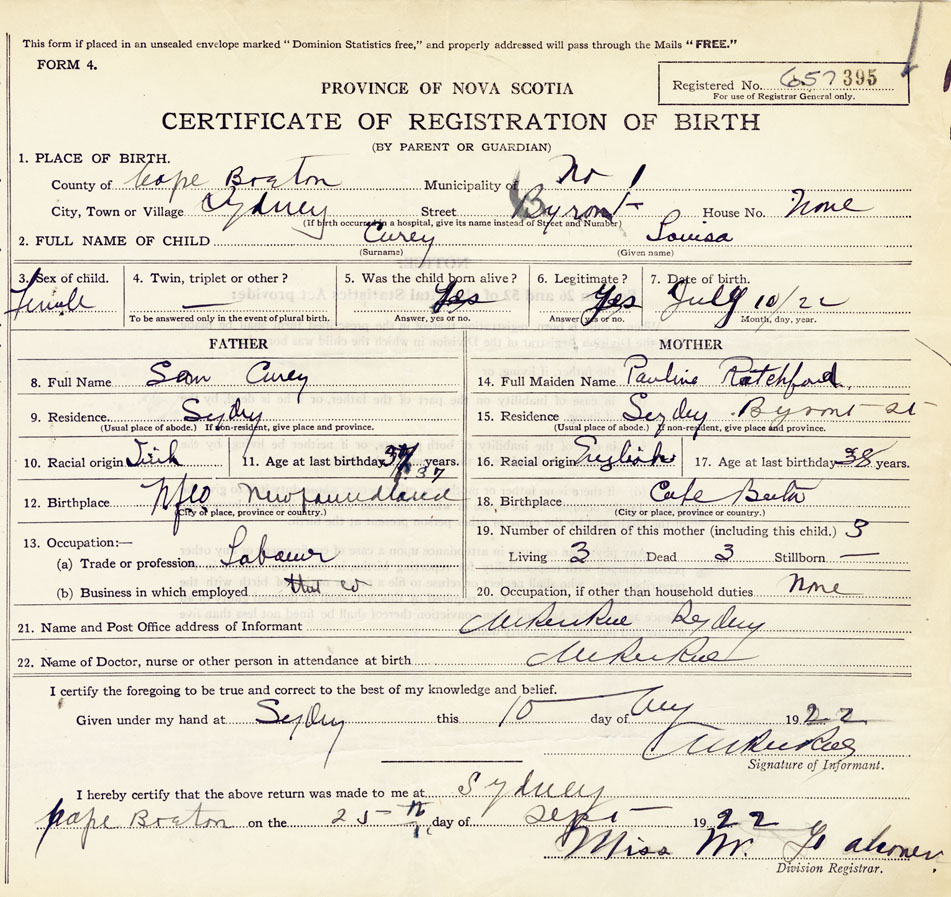 This form if placed in an unsealed envelope marked "Dominion Statistics free," and properly addressed will pass through the Mails "FREE."
FORM 4.
Registered No. 657 395
For use of Registrar General only.
PROVINCE OF NOVA SCOTIA
CERTIFICATE OF REGISTRATION OF BIRTH
(BY PARENT OR GUARDIAN)
1. PLACE OF BIRTH.
County of Cape Breton Municipality of No 1
City, Town or Village Sydney Street Byron House No. None
(If birth occurred in a hospital, give its name instead of Street and Number)
2. FULL NAME OF CHILD Curey Louisa
(Surname) (Given name)
3. Sex of child. 4. Twin, triplet or other? 5. Was the child born alive? 6. Legitimate? 7. Date of birth.
Female — Yes Yes July 10/22
To be answered only in the event of plural birth. Answer, yes or no. Answer yes or no. Month, day, year.
FATHER MOTHER
8. Full Name Sam Curey
14. Full Maiden Name Pauline Ratchford
9. Residence Sydny
15. Residence Sydny Byront St
(Usual place of abode.) If non-resident, give place and province.
(Usual place of abode.) If non-resident, give place and province.
10. Racial origin Irish 11. Age at last birthday 37 years.
37
16. Racial origin English 17. Age at last birthday 38 years.
12. Birthplace Nfld Newfoundland
(City or place, province or country.)
18. Birthplace Cape Breton
(City or place, province or country.)
13. Occupation:—
19. Number of children of this mother (including this child.) 3
(a) Trade or profession Labour
Living 3 Dead 3 Stillborn —
(b) Business in which employed
20. Occupation, if other than household duties None
21. Name and Post Office address of Informant Sydny
22. Name of Doctor, nurse or other person in attendance at birth
I certify the foregoing to be true and correct to the best of my knowledge and belief.
Given under my hand at Sydny this 10 day of Aug 1922
Signature of Informant.
I hereby certify that the above return was made to me at Sydney
Cape Breton on the 25th day of Sept 1922
Miss M. Falconer
Division Registrar.